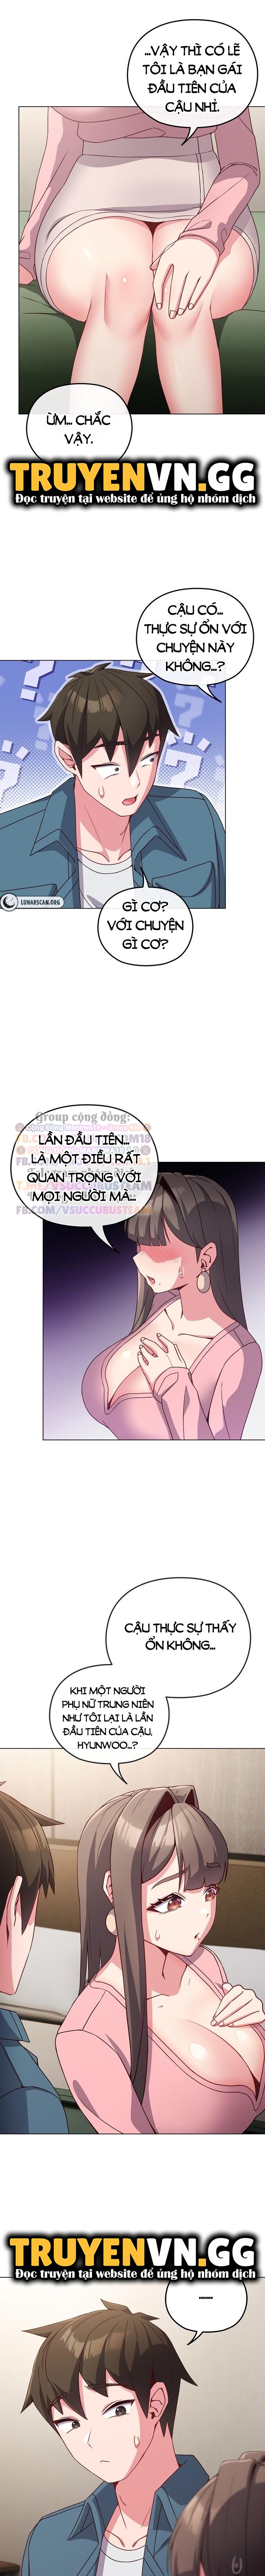 ...VẬY THÌ CÓ LẼ
TÔI LÀ BẠN GÁI
ĐẦU TIÊN CỦA
CẬU NHỈ.
ỪM... CHẮC
VẬY.
TRUYENVN.GG
Đọc truyện tại website để ủng hộ nhóm dịch
CẬU CÓ...
THỰC SỰ ỔN VỚI
CHUYỆN NÀY
KHÔNG...?
LUNARSCAN.ORG
GÌ CƠ?
VỚI CHUYỆN
GÌ CƠ?
Group cộng đồng:
LẦN ĐẦU TIÊN...
LÀ MỘT ĐIỀU RẤT
QUAN TRỌNG VỚI
MỌI NGƯỜI MÀ...
T.ME/VSUCCUBUSTEAM
FB.COM/VSUCCUBUSTEAM
CẬU THỰC SỰ THẤY
ỔN KHÔNG...
KHI MỘT NGƯỜI
PHỤ NỮ TRUNG NIÊN
NHƯ TÔI LẠI LÀ LẦN
ĐẦU TIÊN CỦA CẬU,
HYUNWOO...?
TRUYENVN.GG
Đọc truyện tại website để ủng hộ nhóm dịch
......